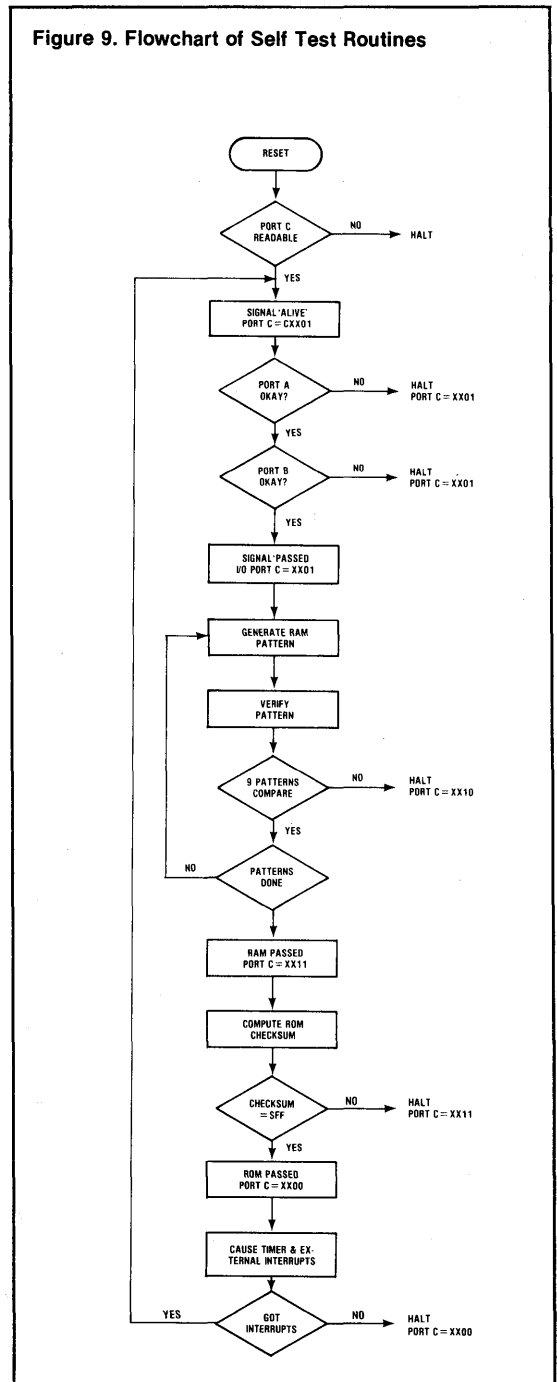 Figure 9. Flowchart of Self Test Routines
RESET
PORT C
READABLE
NO
HALT
YES
SIGNAL 'ALIVE'
PORT C = CXX01
PORT A
OKAY?
NO
HALT
PORT C = XX01
YES
PORT B
OKAY?
NO
HALT
PORT C = XX01
YES
SIGNAL 'PASSED
I/O PORT C = XX01
GENERATE RAM
PATTERN
VERIFY
PATTERN
9 PATTERNS
COMPARE
NO
HALT
PORT C = XX10
YES
NO
PATTERNS
DONE
RAM PASSED
PORT C = XX11
COMPUTE ROM
CHECKSUM
CHECKSUM
= SFF
NO
HALT
PORT C = XX11
YES
ROM PASSED
PORT C = XX00
CAUSE TIMER & EX-
TERNAL INTERRUPTS
YES
GOT
INTERRUPTS
NO
HALT
PORT C = XX00